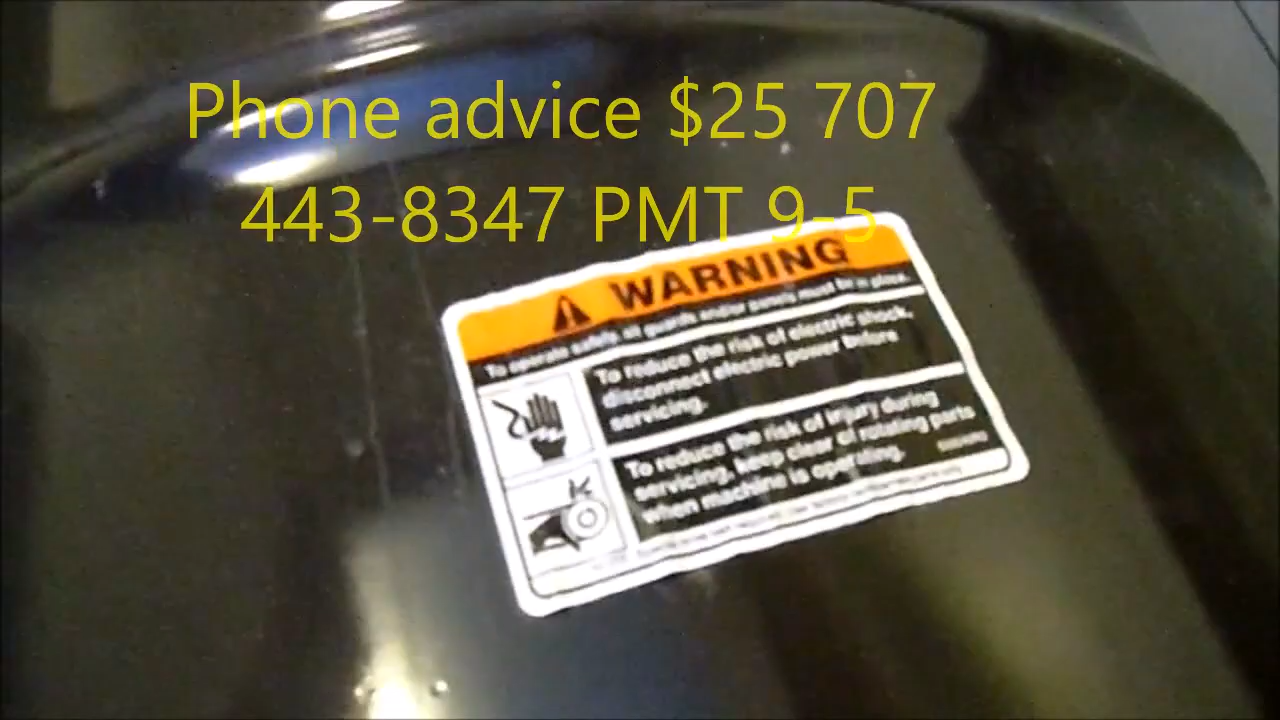 Phone advice $25 707
443-8347 PMT 9-5
WARNING
To operate safely, all guards and/or panels must be in place.
To reduce the risk of electric shock,
disconnect electric power before
servicing.
To reduce the risk of injury during
servicing, keep clear of rotating parts
when machine is operating.